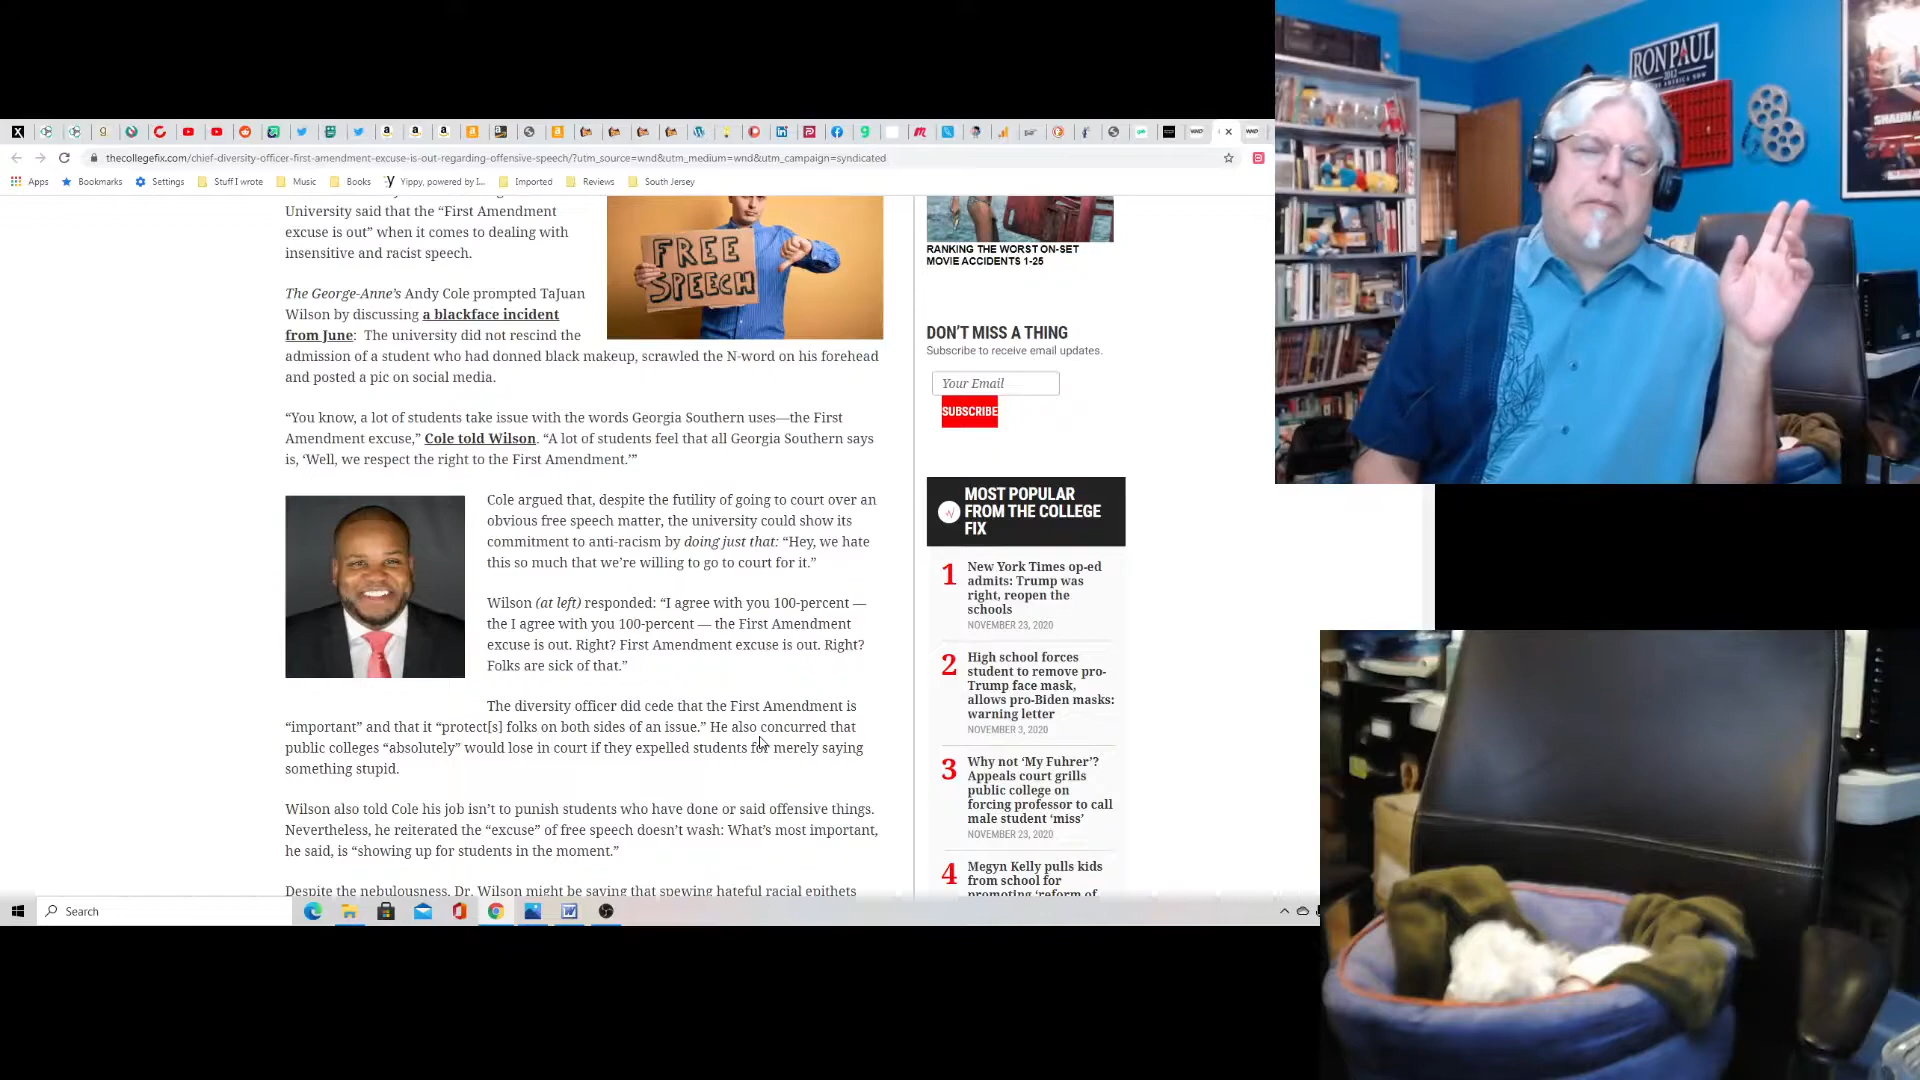 thecollegefix.com/chief-diversity-officer-first-amendment-excuse-is-out-regarding-offensive-speech/?utm_source=wnd&utm_medium=wnd&utm_campaign=syndicated
Apps
Bookmarks
Settings
Stuff I wrote
Music
Books
Yippy, powered by I...
Imported
Reviews
South Jersey
University said that the “First Amendment
excuse is out” when it comes to dealing with
insensitive and racist speech.
The George-Anne’s Andy Cole prompted TaJuan
Wilson by discussing a blackface incident
from June: The university did not rescind the
admission of a student who had donned black makeup, scrawled the N-word on his forehead
and posted a pic on social media.
“You know, a lot of students take issue with the words Georgia Southern uses—the First
Amendment excuse,” Cole told Wilson. “A lot of students feel that all Georgia Southern says
is, ‘Well, we respect the right to the First Amendment.’”
Cole argued that, despite the futility of going to court over an
obvious free speech matter, the university could show its
commitment to anti-racism by doing just that: “Hey, we hate
this so much that we’re willing to go to court for it.”
Wilson (at left) responded: “I agree with you 100-percent —
the I agree with you 100-percent — the First Amendment
excuse is out. Right? First Amendment excuse is out. Right?
Folks are sick of that.”
The diversity officer did cede that the First Amendment is
“important” and that it “protect[s] folks on both sides of an issue.” He also concurred that
public colleges “absolutely” would lose in court if they expelled students for merely saying
something stupid.
Wilson also told Cole his job isn’t to punish students who have done or said offensive things.
Nevertheless, he reiterated the “excuse” of free speech doesn’t wash: What’s most important,
he said, is “showing up for students in the moment.”
Despite the nebulousness, Dr. Wilson might be saying that spewing hateful racial epithets
FREE
SPEECH
RANKING THE WORST ON-SET
MOVIE ACCIDENTS 1-25
DON’T MISS A THING
Subscribe to receive email updates.
Your Email
SUBSCRIBE
MOST POPULAR
FROM THE COLLEGE
FIX
1 New York Times op-ed
admits: Trump was
right, reopen the
schools
NOVEMBER 23, 2020
2 High school forces
student to remove pro-
Trump face mask,
allows pro-Biden masks:
warning letter
NOVEMBER 3, 2020
3 Why not ‘My Fuhrer’?
Appeals court grills
public college on
forcing professor to call
male student ‘miss’
NOVEMBER 23, 2020
4 Megyn Kelly pulls kids
from school for
promoting ‘reform of
Search
RON PAUL
2012